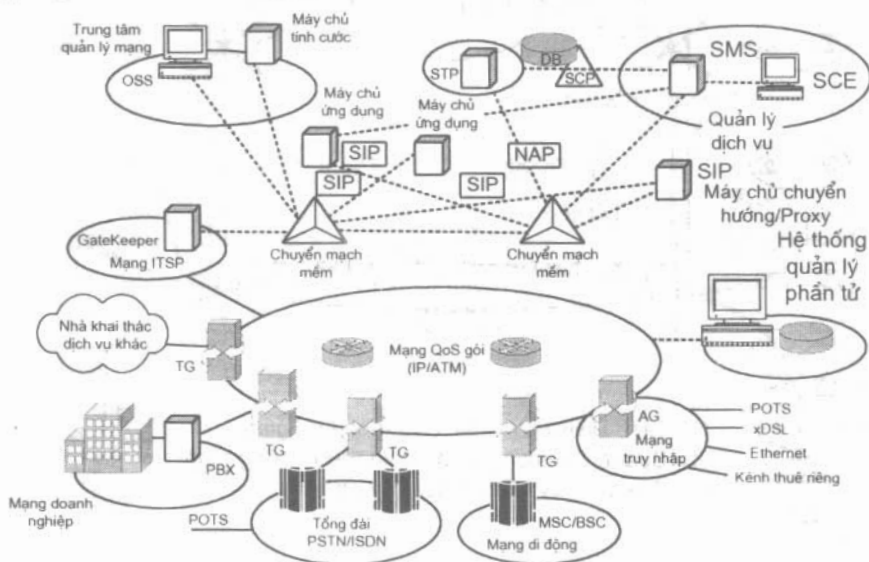 Trung tâm
quản lý mạng
OSS
Máy chủ
tính cước
STP
DB
SCP
SMS
SCE
Quản lý
dịch vụ
Máy chủ
ứng dung
Máy chủ
ứng dụng
SIP
SIP
SIP
NAP
SIP
Máy chủ chuyển
hướng/Proxy
GateKeeper
Mạng ITSP
Chuyển mạch
mềm
Chuyển mạch
mềm
Hệ thống
quản lý
phần tử
Nhà khai thác
dịch vụ khác
TG
Mạng QoS gói
(IP/ATM)
TG
TG
TG
AG
Mạng
truy nhập
POTS
xDSL
Ethernet
Kênh thuê riêng
PBX
Mạng doanh
nghiệp
POTS
Tổng đài
PSTN/ISDN
MSC/BSC
Mang di động